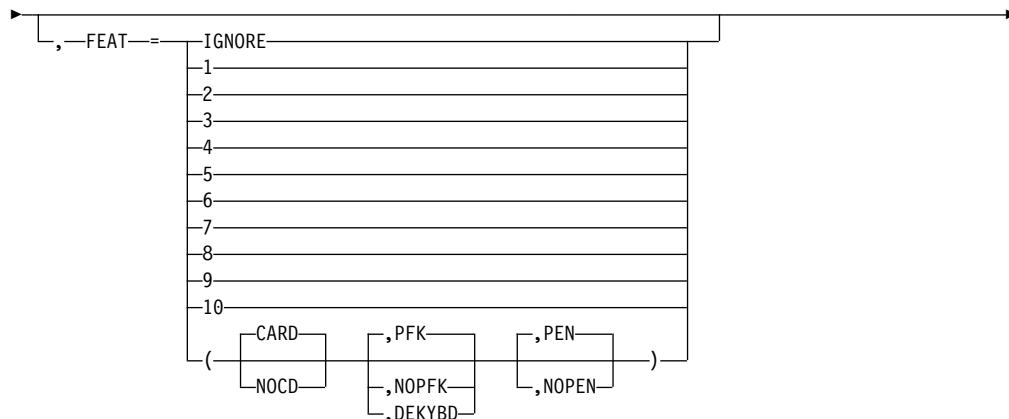 , FEAT = IGNORE
1
2
3
4
5
6
7
8
9
10
CARD ,PFK ,PEN
( )
NOCD ,NOPFK ,NOPEN
,DEKYBD